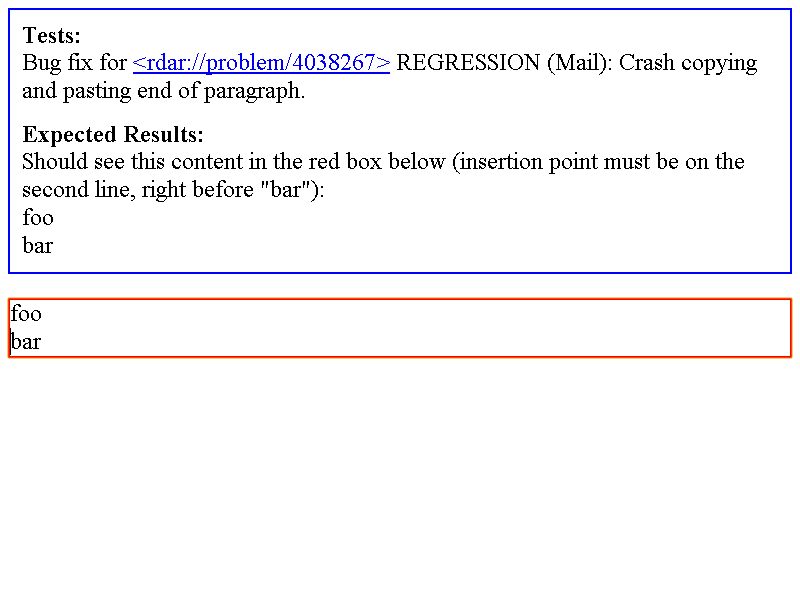 Tests:
Bug fix for <rdar://problem/4038267> REGRESSION (Mail): Crash copying
and pasting end of paragraph.
Expected Results:
Should see this content in the red box below (insertion point must be on the
second line, right before "bar"):
foo
bar
foo
bar